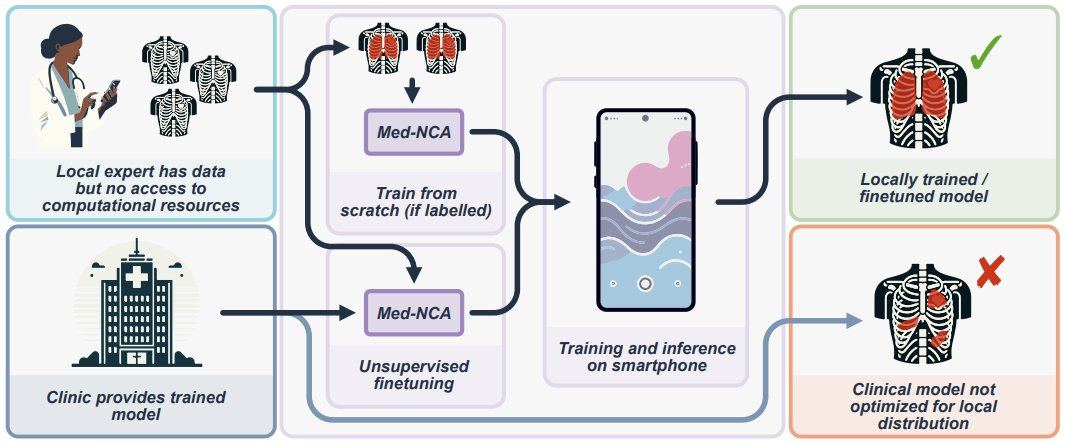 Local expert has data
but no access to
computational resources
Clinic provides trained
model
Med-NCA
Train from
scratch (if labelled)
Med-NCA
Unsupervised
finetuning
Training and inference
on smartphone
Locally trained /
finetuned model
Clinical model not
optimized for local
distribution